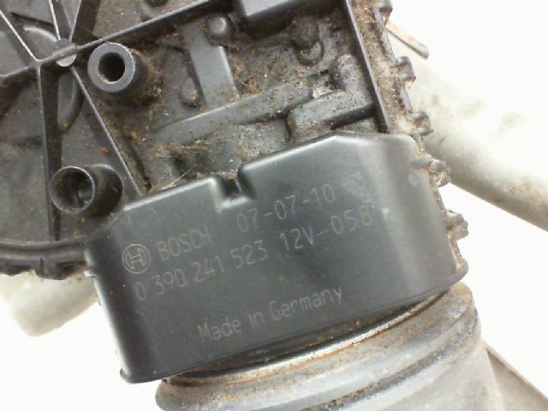 BOSCH 07-07-10
0 390 241 523 12V-058
Made in Germany